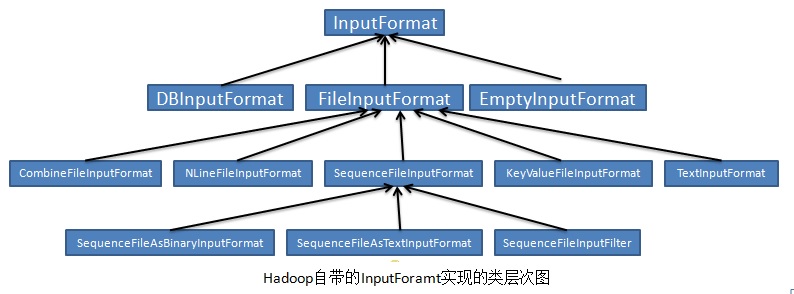 InputFormat
DBInputFormat FileInputFormat EmptyInputFormat
CombineFileInputFormat NLineFileInputFormat SequenceFileInputFormat KeyValueFileInputFormat TextInputFormat
SequenceFileAsBinaryInputFormat SequenceFileAsTextInputFormat SequenceFileInputFilter
Hadoop自带的InputForamt实现的类层次图